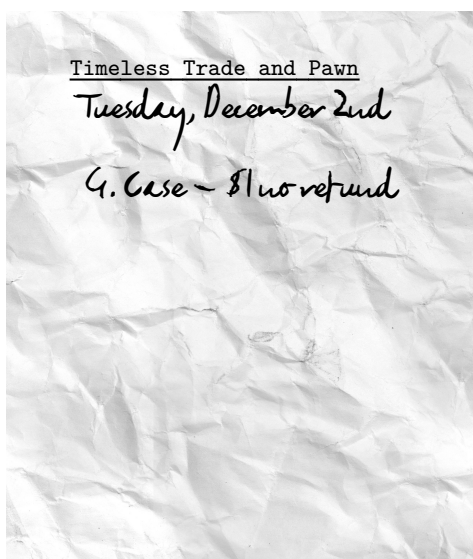 Timeless Trade and Pawn
Tuesday, December 2nd
G. Case - $1 no refund